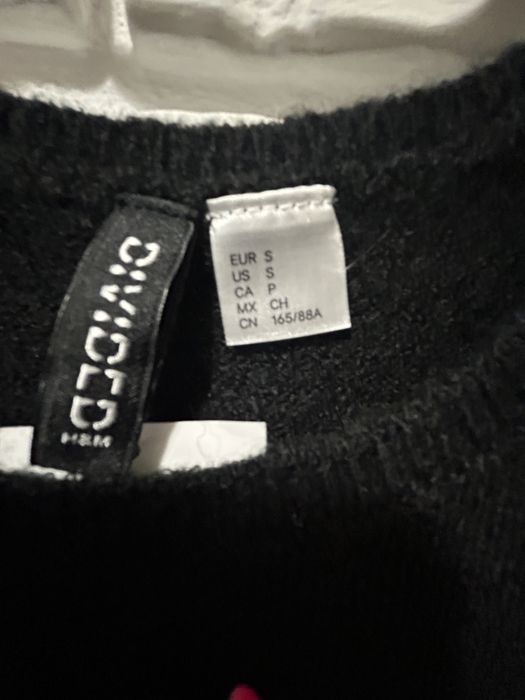 DIVIDED
H&M
EUR S
US S
CA P
MX CH
CN 165/88A